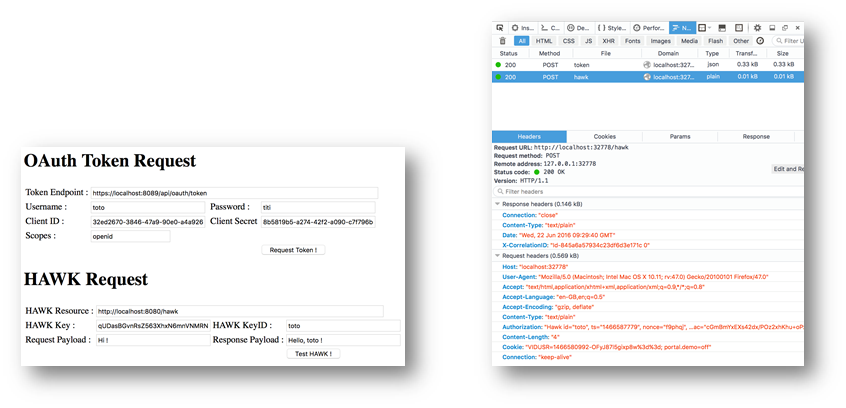 OAuth Token Request
Token Endpoint : https://localhost:8089/api/oauth/token
Username : toto Password : titi
Client ID : 32ed2670-3846-47a9-90e0-a4a926 Client Secret 8b5819b5-a274-42f2-a090-c7f796b
Scopes : openid
Request Token !
HAWK Request
HAWK Resource : http://localhost:8080/hawk
HAWK Key : qUDasBGvnRsZ563XhxN6mrVNMRN HAWK KeyID : toto
Request Payload : Hi ! Response Payload : Hello, toto !
Test HAWK !
Ins... C... De... Style... Perfor... N...
All HTML CSS JS XHR Fonts Images Media Flash Other Filter U
Status Method File Domain Type Transf... Size
200 POST token localhost:327... json 0.33 kB 0.33 kB
200 POST hawk localhost:327... plain 0.01 kB 0.01 kB
Headers Cookies Params Response
Request URL: http://localhost:32778/hawk
Request method: POST
Remote address: 127.0.0.1:32778
Status code: 200 OK Edit and Re
Version: HTTP/1.1
Filter headers
Response headers (0.146 kB)
Connection: "close"
Content-Type: "text/plain"
Date: "Wed, 22 Jun 2016 09:29:40 GMT"
X-CorrelationID: "id-845a6a57934c23df6d3e171c 0"
Request headers (0.569 kB)
Host: "localhost:32778"
User-Agent: "Mozilla/5.0 (Macintosh; Intel Mac OS X 10.11; rv:47.0) Gecko/20100101 Firefox/47.0"
Accept: "text/html,application/xhtml+xml,application/xml;q=0.9,*/*;q=0.8"
Accept-Language: "en-GB,en;q=0.5"
Accept-Encoding: "gzip, deflate"
Content-Type: "text/plain"
Authorization: "Hawk id="toto", ts="1466587779", nonce="f9phqj", ...ac="cGmBmYxEXs42dx/POz2xhKhu+oP
Content-Length: "4"
Cookie: "VIDUSR=1466580992-OFyJ87l5gixp8w%3d%3d; portal.demo=off"
Connection: "keep-alive"